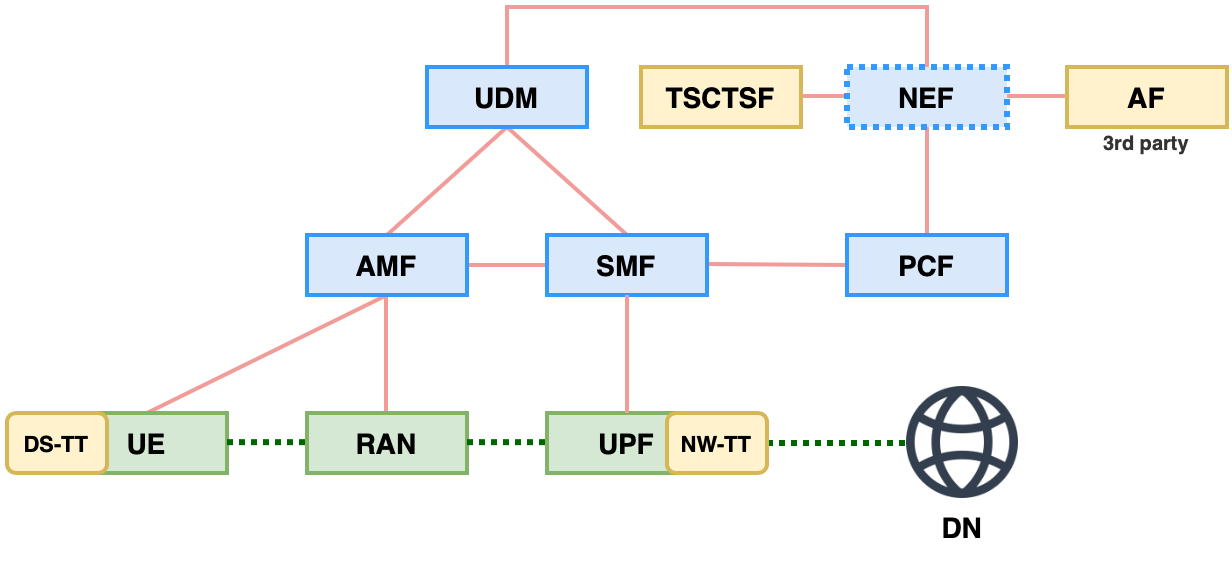 UDM
TSCTSF
NEF
AF
3rd party
AMF
SMF
PCF
DS-TT
UE
RAN
UPF
NW-TT
DN